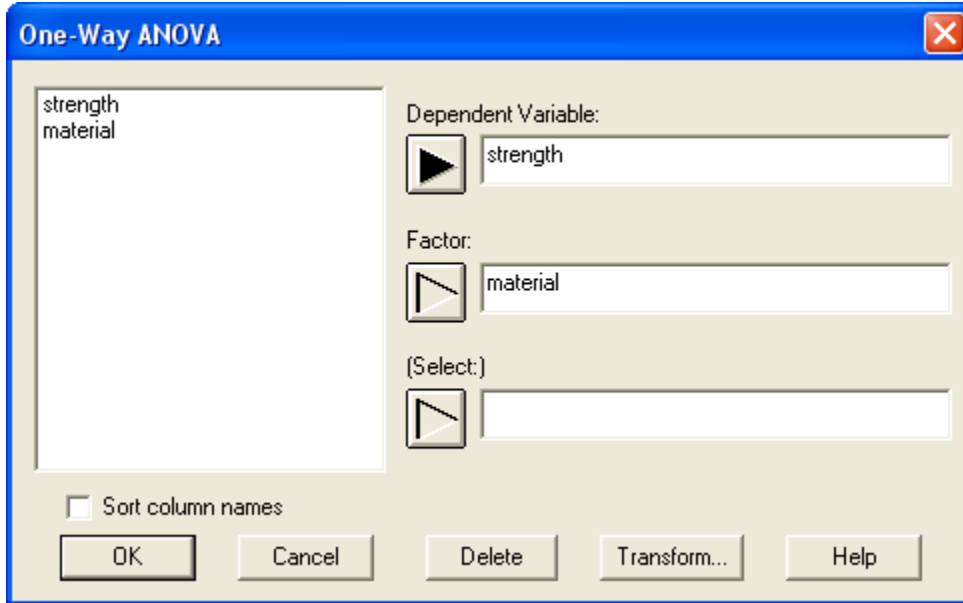 One-Way ANOVA
strength
material
Dependent Variable:
strength
Factor:
material
(Select:)
Sort column names
OK
Cancel
Delete
Transform...
Help